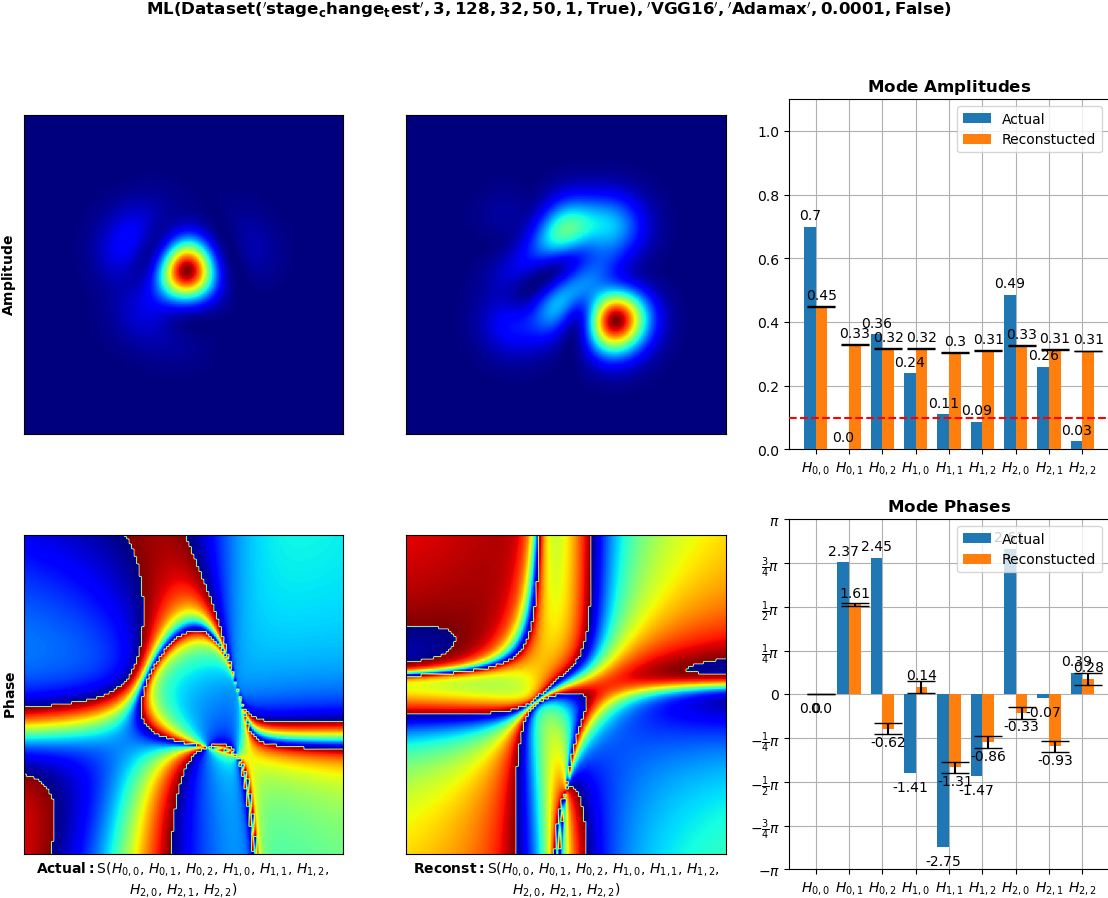 ML(Dataset('stage_change_test', 3, 128, 32, 50, 1, True), 'VGG16', 'Adamax', 0.0001, False)
Amplitude
Mode Amplitudes
Actual
Reconstucted
1.0
0.8
0.6
0.4
0.2
0.0
0.7
0.45
0.0
0.33
0.36
0.32
0.24
0.32
0.11
0.3
0.09
0.31
0.49
0.33
0.26
0.31
0.03
0.31
H0,0 H0,1 H0,2 H1,0 H1,1 H1,2 H2,0 H2,1 H2,2
Phase
Actual: S(H0,0, H0,1, H0,2, H1,0, H1,1, H1,2,
H2,0, H2,1, H2,2)
Reconst: S(H0,0, H0,1, H0,2, H1,0, H1,1, H1,2,
H2,0, H2,1, H2,2)
Mode Phases
Actual
Reconstucted
π
3/4π
1/2π
1/4π
0
−1/4π
−1/2π
−3/4π
−π
0.0
0.0
2.37
1.61
2.45
-0.62
-1.41
0.14
-2.75
-1.31
-1.47
-0.86
-0.33
-0.07
-0.93
0.39
0.28
H0,0 H0,1 H0,2 H1,0 H1,1 H1,2 H2,0 H2,1 H2,2